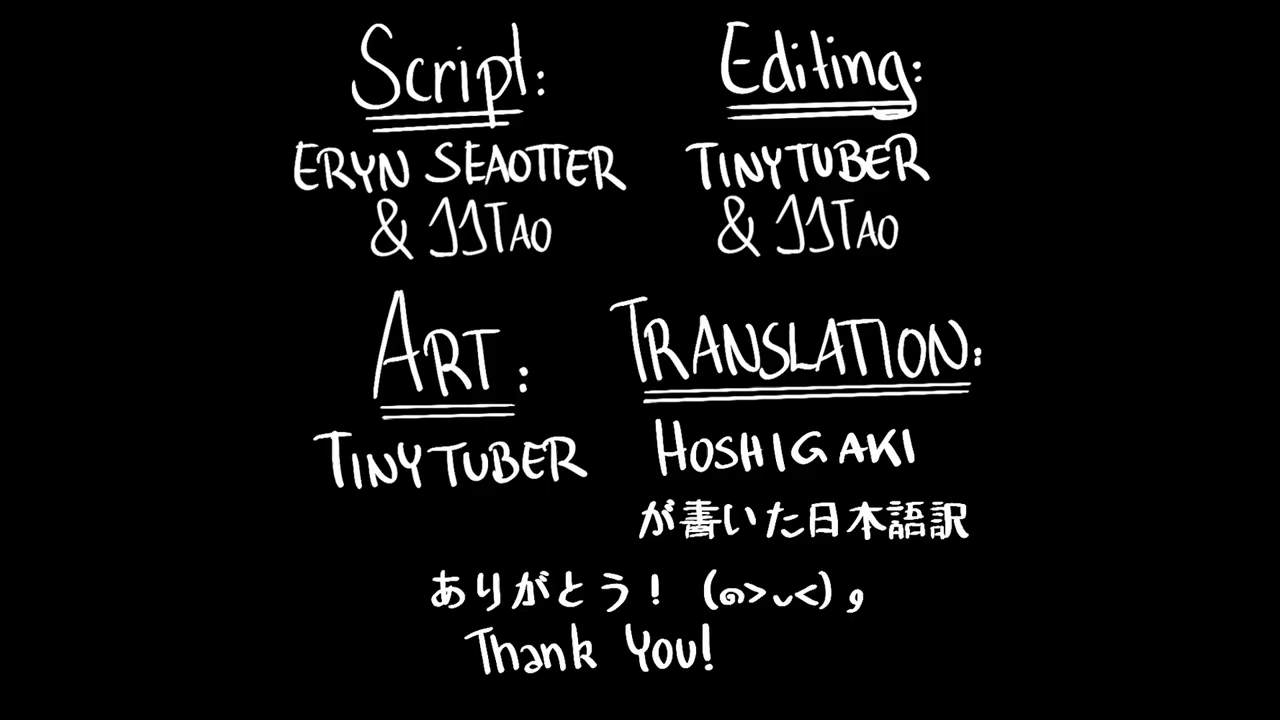 Script:
ERYN SEAOTTER
& JJTAO
Editing:
TINYTUBER
& JJTAO
ART:
TINYTUBER
TRANSLATION:
HOSHIGAKI
が書いた日本語訳
ありがとう! (๑>ᴗ<),
Thank You!